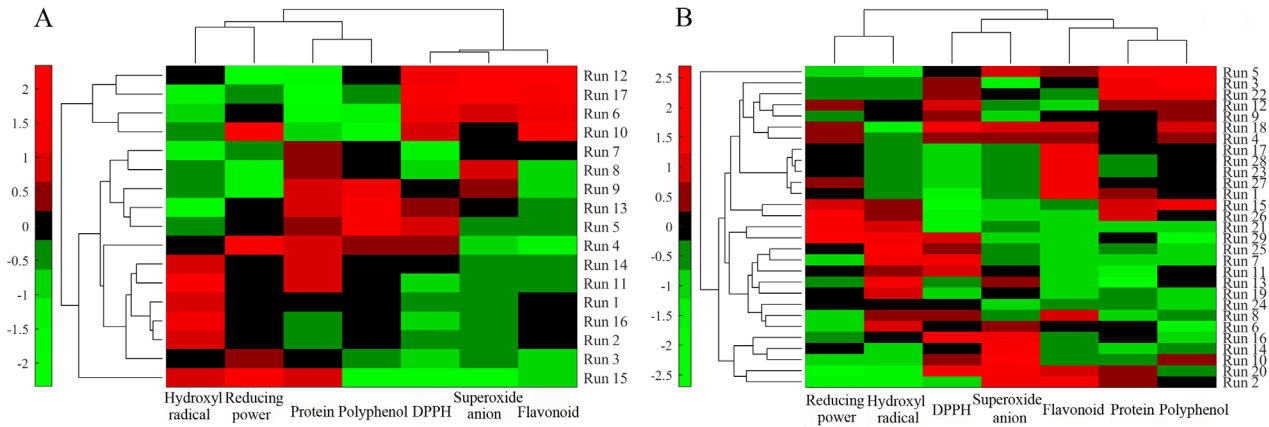 A
2
1.5
1
0.5
0
-0.5
-1
-1.5
-2
Run 12
Run 17
Run 6
Run 10
Run 7
Run 8
Run 9
Run 13
Run 5
Run 4
Run 14
Run 11
Run 1
Run 16
Run 2
Run 3
Run 15
Hydroxyl
radical
Reducing
power
Protein
Polyphenol
DPPH
Superoxide
anion
Flavonoid
B
2.5
2
1.5
1
0.5
0
-0.5
-1
-1.5
-2
-2.5
Run 5
Run 3
Run 22
Run 12
Run 9
Run 18
Run 4
Run 17
Run 28
Run 23
Run 27
Run 1
Run 15
Run 26
Run 21
Run 29
Run 25
Run 7
Run 11
Run 13
Run 19
Run 24
Run 8
Run 6
Run 16
Run 14
Run 10
Run 20
Run 2
Reducing
power
Hydroxyl
radical
DPPH
Superoxide
anion
Flavonoid
Protein
Polyphenol